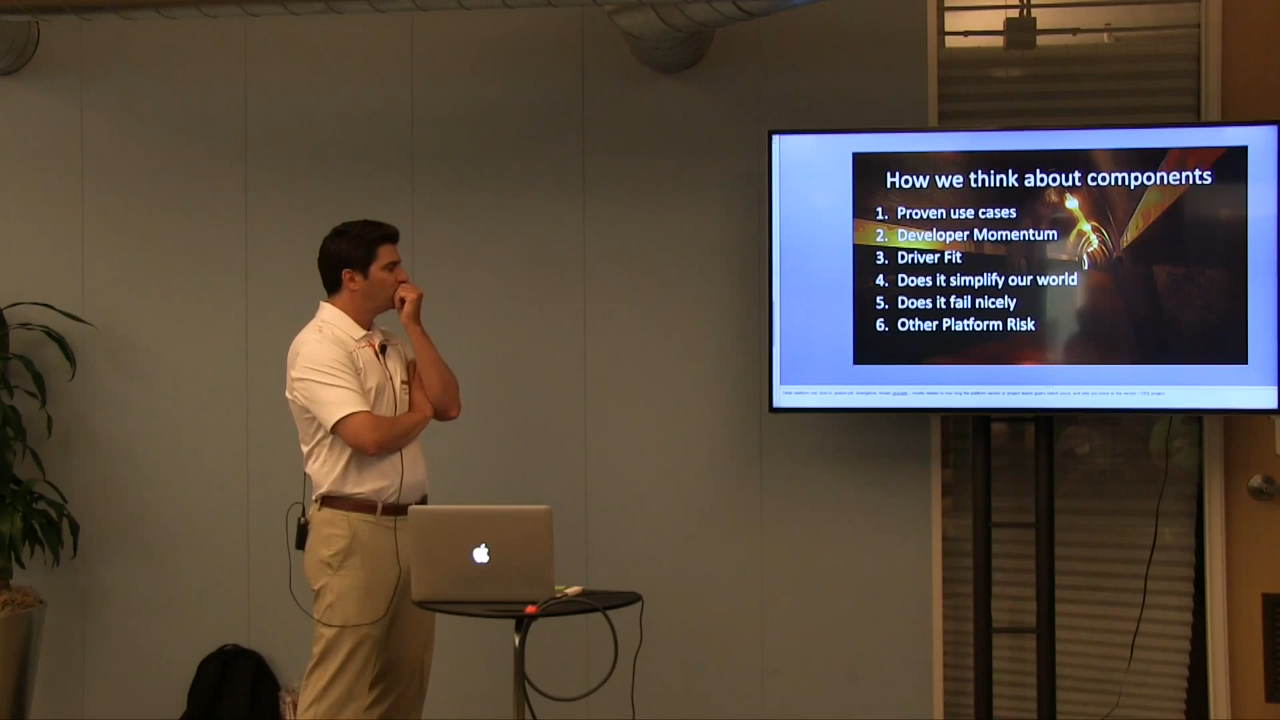 How we think about components
1. Proven use cases
2. Developer Momentum
3. Driver Fit
4. Does it simplify our world
5. Does it fail nicely
6. Other Platform Risk